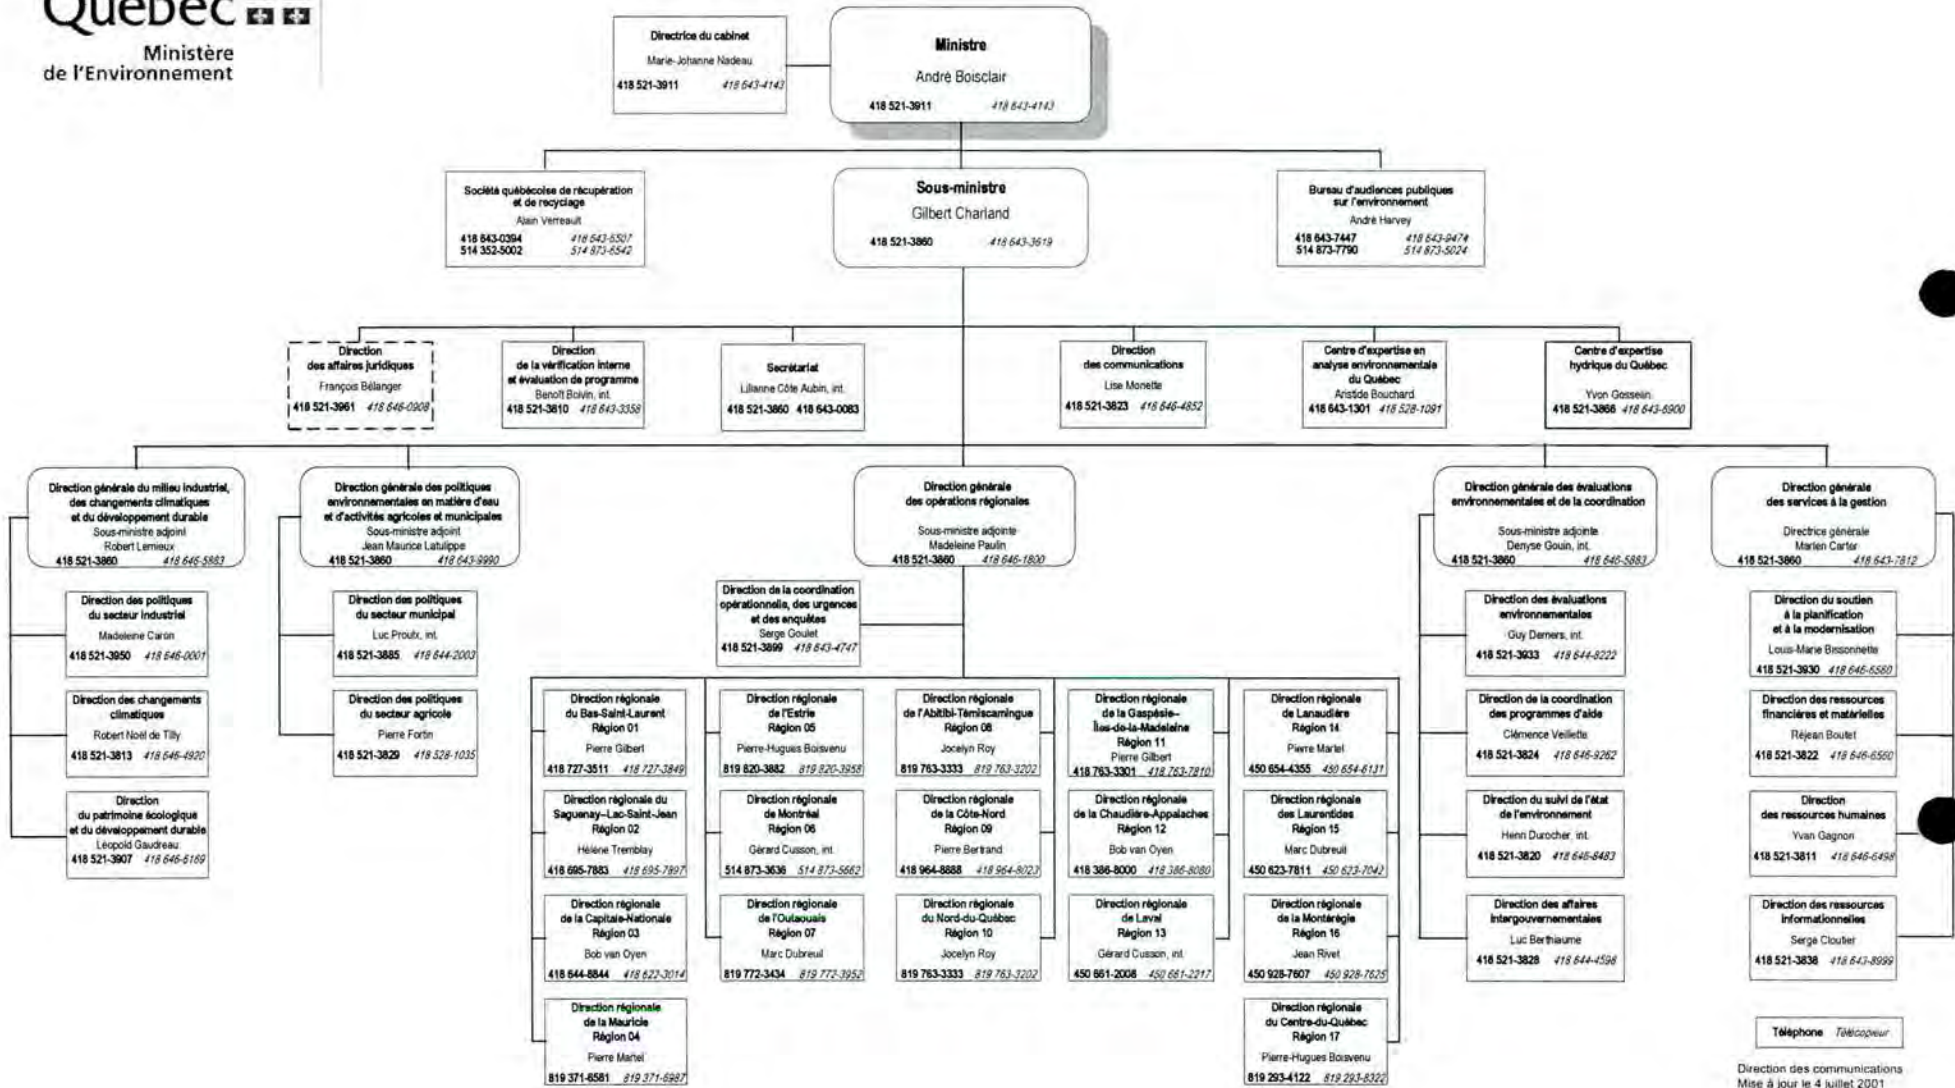 Québec
Ministère
de l'Environnement
Directrice du cabinet
Marie-Johanne Nadeau
418 521-3911 418 643-4143
Ministre
André Boisclair
418 521-3911 418 643-4143
Société québécoise de récupération
et de recyclage
Alain Verreault
418 643-0394 418 643-6507
514 352-5002 514 873-6542
Sous-ministre
Gilbert Charland
418 521-3860 418 643-3619
Bureau d'audiences publiques
sur l'environnement
André Harvey
418 643-7447 418 643-9474
514 873-7790 514 873-5024
Direction
des affaires juridiques
François Bélanger
418 521-3961 418 646-0908
Direction
de la vérification interne
et évaluation de programme
Benoît Boivin, int.
418 521-3810 418 643-3358
Secrétariat
Lilianne Côte Aubin, int.
418 521-3860 418 643-0083
Direction
des communications
Lise Monette
418 521-3823 418 646-4852
Centre d'expertise en
analyse environnementale
du Québec
Aristide Bouchard
418 643-1301 418 528-1091
Centre d'expertise
hydrique du Québec
Yvon Gosselin
418 521-3866 418 643-6900
Direction générale du milieu industriel,
des changements climatiques
et du développement durable
Sous-ministre adjoint
Robert Lemieux
418 521-3860 418 646-5883
Direction générale des politiques
environnementales en matière d'eau
et d'activités agricoles et municipales
Sous-ministre adjoint
Jean Maurice Latulippe
418 521-3860 418 643-9990
Direction générale
des opérations régionales
Sous-ministre adjointe
Madeleine Paulin
418 521-3860 418 646-1800
Direction générale des évaluations
environnementales et de la coordination
Sous-ministre adjointe
Denyse Gouin, int.
418 521-3860 418 646-5883
Direction générale
des services à la gestion
Directrice générale
Marlen Carter
418 521-3860 418 643-7812
Direction des politiques
du secteur industriel
Madeleine Caron
418 521-3950 418 646-0001
Direction des changements
climatiques
Robert Noël de Tilly
418 521-3813 418 646-4920
Direction
du patrimoine écologique
et du développement durable
Léopold Gaudreau
418 521-3907 418 646-6169
Direction des politiques
du secteur municipal
Luc Proulx, int.
418 521-3885 418 644-2003
Direction des politiques
du secteur agricole
Pierre Fortin
418 521-3829 418 528-1035
Direction de la coordination
opérationnelle, des urgences
et des enquêtes
Serge Goulet
418 521-3899 418 643-4747
Direction régionale
du Bas-Saint-Laurent
Région 01
Pierre Gilbert
418 727-3511 418 727-3849
Direction régionale du
Saguenay–Lac-Saint-Jean
Région 02
Hélène Tremblay
418 695-7883 418 695-7897
Direction régionale
de la Capitale-Nationale
Région 03
Bob van Oyen
418 644-8844 418 622-3014
Direction régionale
de la Mauricie
Région 04
Pierre Martel
819 371-6581 819 371-6987
Direction régionale
de l'Estrie
Région 05
Pierre-Hugues Boisvenu
819 820-3882 819 820-3958
Direction régionale
de Montréal
Région 06
Gérard Cusson, int.
514 873-3636 514 873-5662
Direction régionale
de l'Outaouais
Région 07
Marc Dubreuil
819 772-3434 819 772-3952
Direction régionale
de l'Abitibi-Témiscamingue
Région 08
Jocelyn Roy
819 763-3333 819 763-3202
Direction régionale
de la Côte-Nord
Région 09
Pierre Bertrand
418 964-8888 418 964-8023
Direction régionale
du Nord-du-Québec
Région 10
Jocelyn Roy
819 763-3333 819 763-3202
Direction régionale
de la Gaspésie–
Îles-de-la-Madeleine
Région 11
Pierre Gilbert
418 763-3301 418 763-7810
Direction régionale
de la Chaudière-Appalaches
Région 12
Bob van Oyen
418 386-8000 418 386-8080
Direction régionale
de Laval
Région 13
Gérard Cusson, int.
450 661-2008 450 661-2217
Direction régionale
de Lanaudière
Région 14
Pierre Martel
450 654-4355 450 654-6131
Direction régionale
des Laurentides
Région 15
Marc Dubreuil
450 623-7811 450 623-7042
Direction régionale
de la Montérégie
Région 16
Jean Rivet
450 928-7607 450 928-7625
Direction régionale
du Centre-du-Québec
Région 17
Pierre-Hugues Boisvenu
819 293-4122 819 293-8322
Direction des évaluations
environnementales
Guy Demers, int.
418 521-3933 418 644-8222
Direction de la coordination
des programmes d'aide
Clémence Veillette
418 521-3824 418 646-9262
Direction du suivi de l'état
de l'environnement
Henri Durocher, int.
418 521-3820 418 646-8483
Direction des affaires
intergouvernementales
Luc Berthiaume
418 521-3828 418 644-4598
Direction du soutien
à la planification
et à la modernisation
Louis-Marie Bissonnette
418 521-3930 418 646-6560
Direction des ressources
financières et matérielles
Réjean Boutet
418 521-3822 418 646-6560
Direction
des ressources humaines
Yvan Gagnon
418 521-3811 418 646-6498
Direction des ressources
informationnelles
Serge Cloutier
418 521-3838 418 643-8999
Téléphone Télécopieur
Direction des communications
Mise à jour le 4 juillet 2001